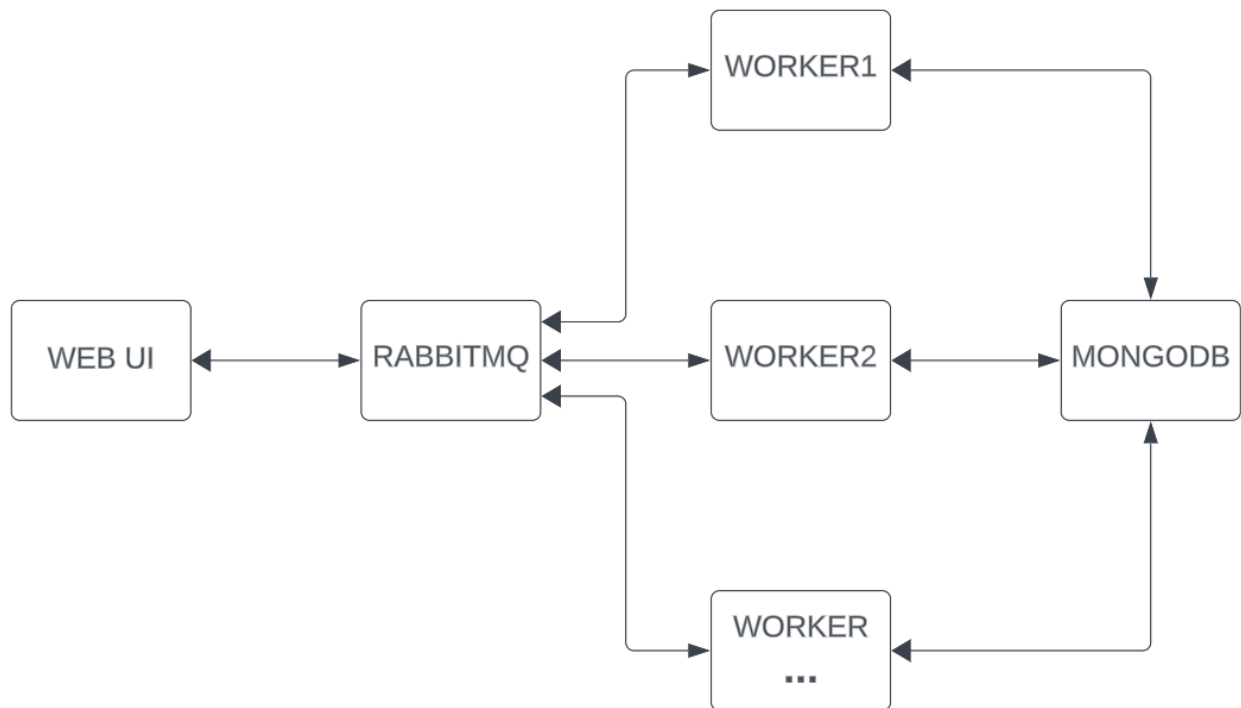 WORKER1
WEB UI
RABBITMQ
WORKER2
MONGODB
WORKER
...